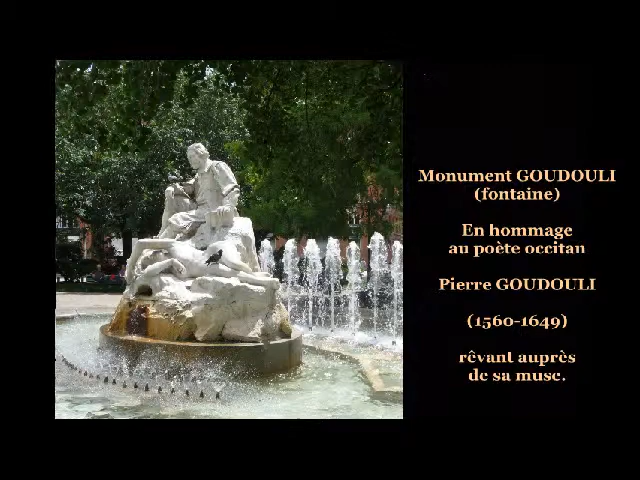 Monument GOUDOULI
(fontaine)
En hommage
au poète occitan
Pierre GOUDOULI
(1560-1649)
rêvant auprès
de sa muse.